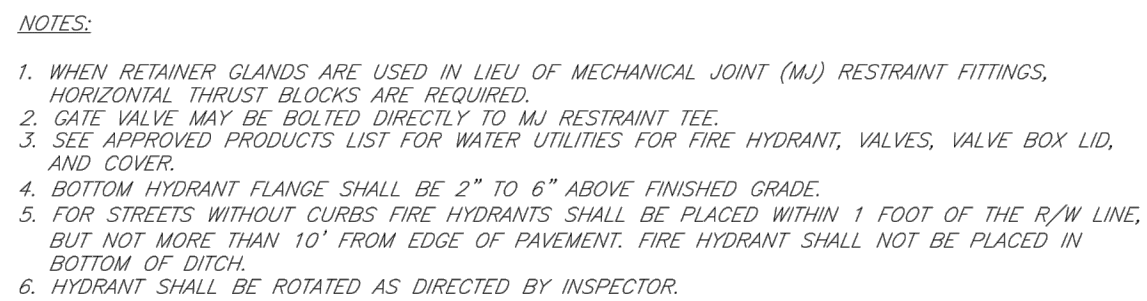 NOTES:
1. WHEN RETAINER GLANDS ARE USED IN LIEU OF MECHANICAL JOINT (MJ) RESTRAINT FITTINGS,
HORIZONTAL THRUST BLOCKS ARE REQUIRED.
2. GATE VALVE MAY BE BOLTED DIRECTLY TO MJ RESTRAINT TEE.
3. SEE APPROVED PRODUCTS LIST FOR WATER UTILITIES FOR FIRE HYDRANT, VALVES, VALVE BOX LID,
AND COVER.
4. BOTTOM HYDRANT FLANGE SHALL BE 2" TO 6" ABOVE FINISHED GRADE.
5. FOR STREETS WITHOUT CURBS FIRE HYDRANTS SHALL BE PLACED WITHIN 1 FOOT OF THE R/W LINE,
BUT NOT MORE THAN 10' FROM EDGE OF PAVEMENT. FIRE HYDRANT SHALL NOT BE PLACED IN
BOTTOM OF DITCH.
6. HYDRANT SHALL BE ROTATED AS DIRECTED BY INSPECTOR.